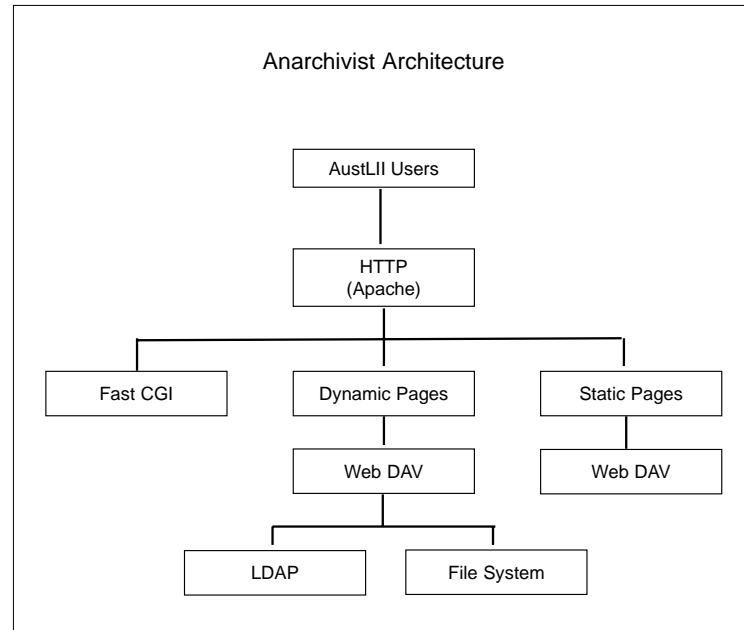 Anarchivist Architecture
AustLII Users
HTTP
(Apache)
Fast CGI
Dynamic Pages
Static Pages
Web DAV
Web DAV
LDAP
File System